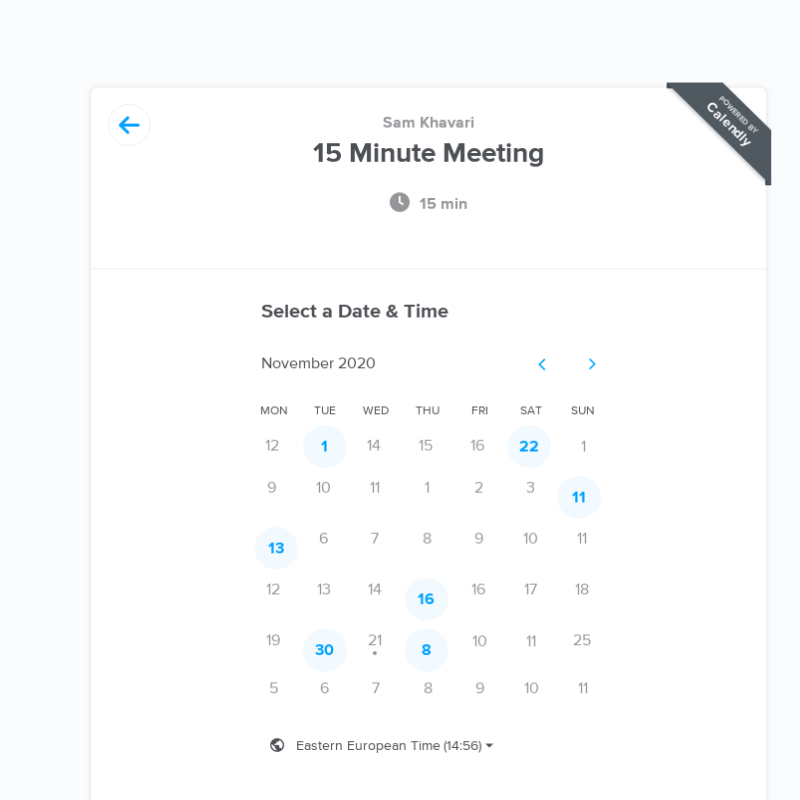 POWERED BY
Calendly
Sam Khavari
15 Minute Meeting
15 min
Select a Date & Time
November 2020
MON TUE WED THU FRI SAT SUN
12 1 14 15 16 22 1
9 10 11 1 2 3 11
13 6 7 8 9 10 11
12 13 14 16 16 17 18
19 30 21 8 10 11 25
5 6 7 8 9 10 11
Eastern European Time (14:56)